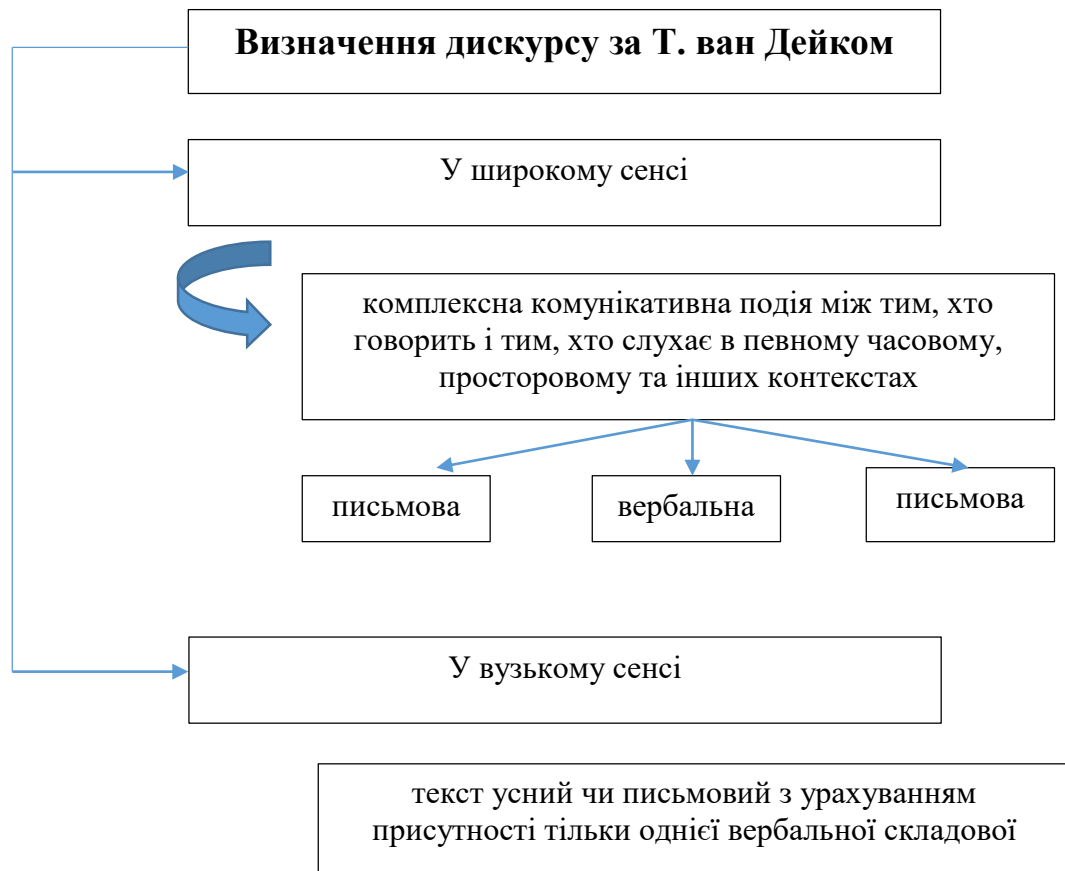 Визначення дискурсу за Т. ван Дейком
У широкому сенсі
комплексна комунікативна подія між тим, хто
говорить і тим, хто слухає в певному часовому,
просторовому та інших контекстах
письмова
вербальна
письмова
У вузькому сенсі
текст усний чи письмовий з урахуванням
присутності тільки однієї вербальної складової